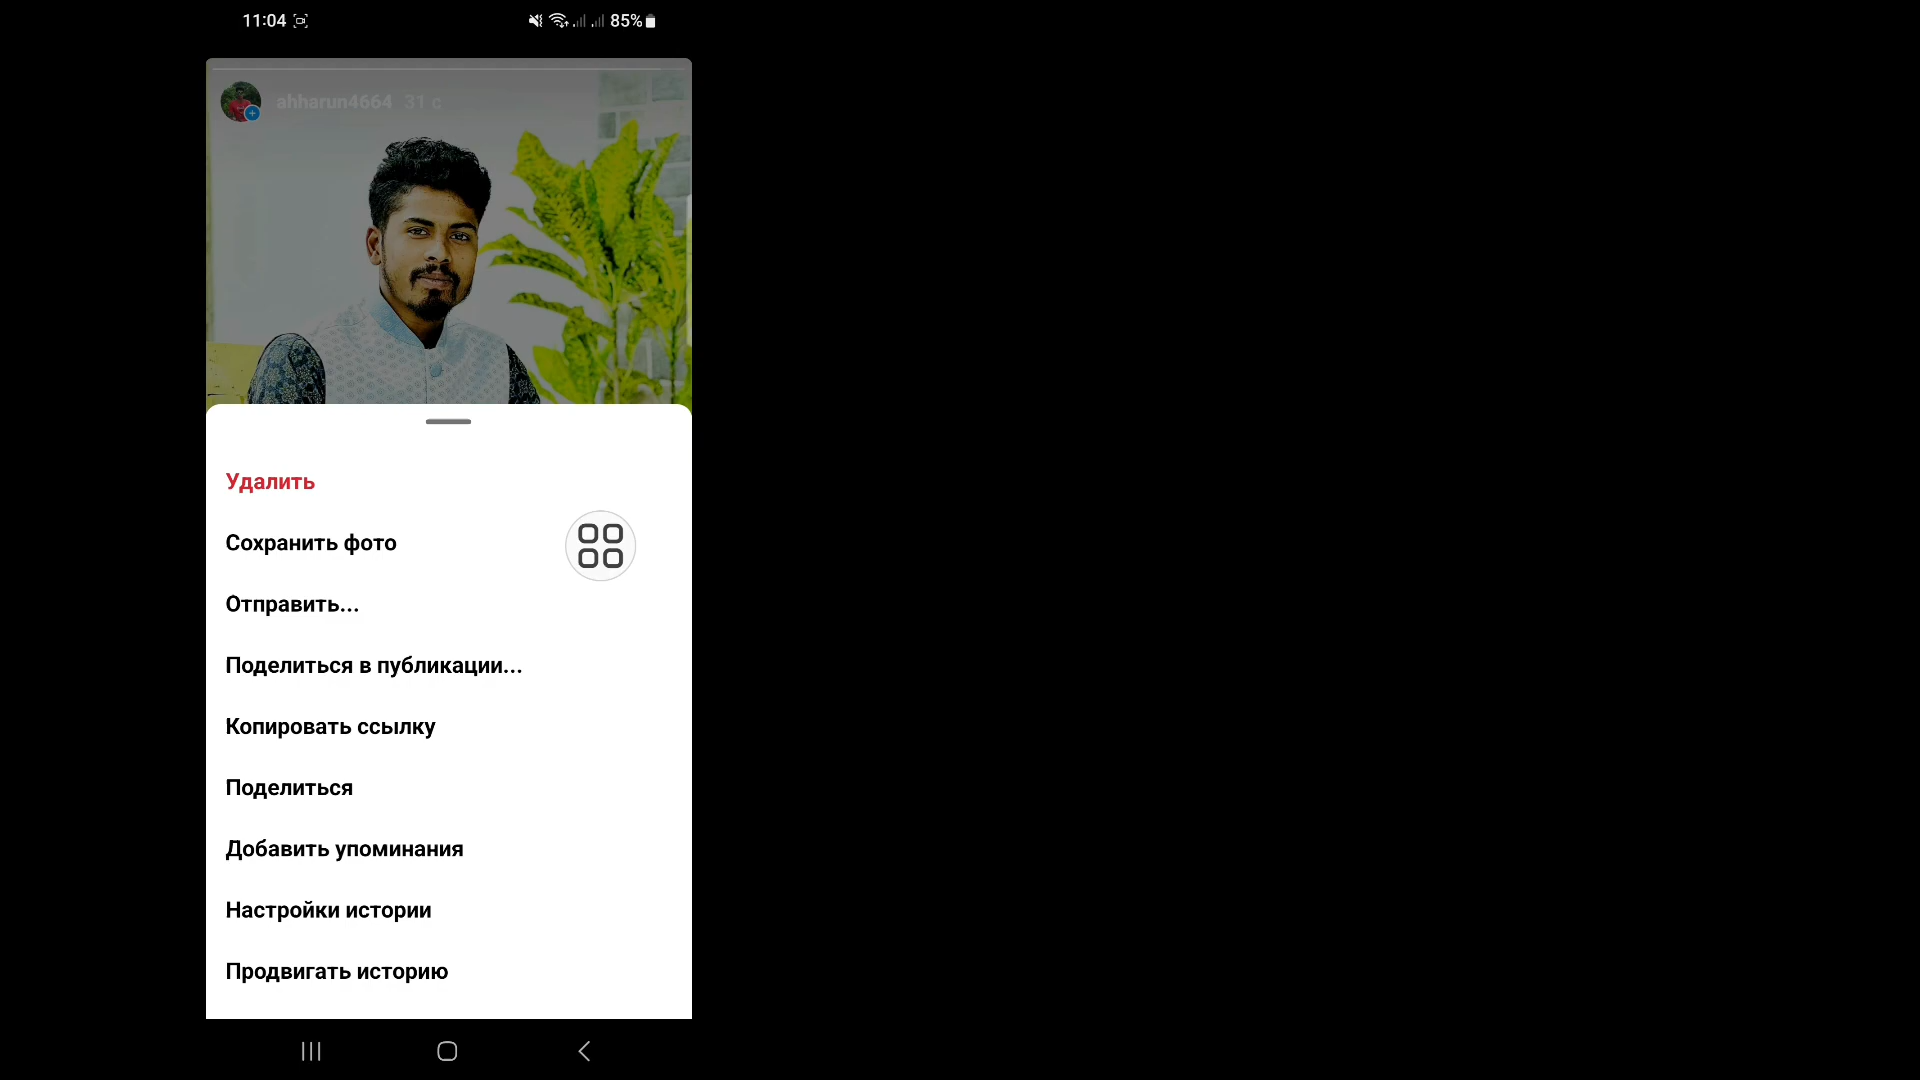 11:04
85%
ahharun4664 31 с
Удалить
Сохранить фото
Отправить...
Поделиться в публикации...
Копировать ссылку
Поделиться
Добавить упоминания
Настройки истории
Продвигать историю